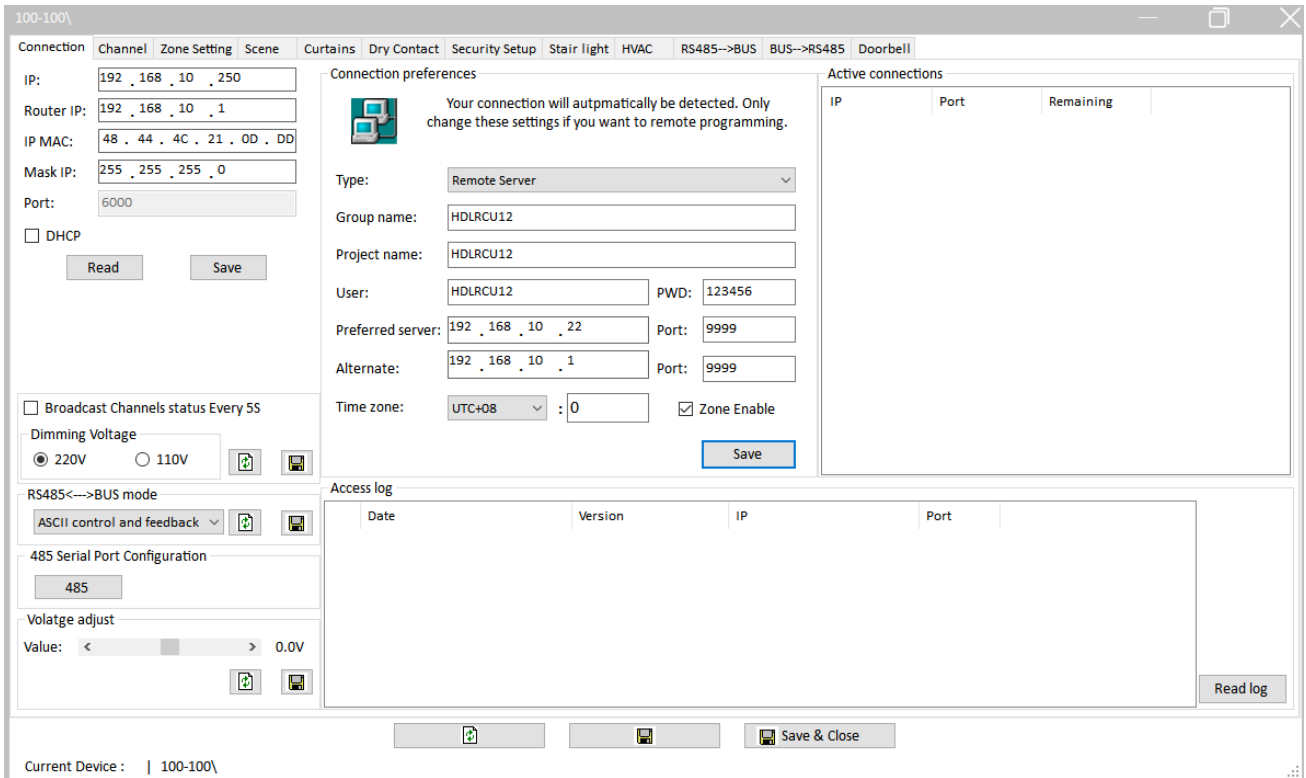 100-100\
Connection Channel Zone Setting Scene Curtains Dry Contact Security Setup Stair light HVAC RS485-->BUS BUS-->RS485 Doorbell
IP: 192 . 168 . 10 . 250
Router IP: 192 . 168 . 10 . 1
IP MAC: 48 . 44 . 4C . 21 . 0D . DD
Mask IP: 255 . 255 . 255 . 0
Port: 6000
DHCP
Read Save
Broadcast Channels status Every 5S
Dimming Voltage
220V 110V
RS485<--->BUS mode
ASCII control and feedback
485 Serial Port Configuration
485
Volatge adjust
Value: < > 0.0V
Connection preferences
Your connection will autpmatically be detected. Only
change these settings if you want to remote programming.
Type: Remote Server
Group name: HDLRCU12
Project name: HDLRCU12
User: HDLRCU12 PWD: 123456
Preferred server: 192 . 168 . 10 . 22 Port: 9999
Alternate: 192 . 168 . 10 . 1 Port: 9999
Time zone: UTC+08 : 0 Zone Enable
Save
Active connections
IP Port Remaining
Access log
Date Version IP Port
Read log
Save & Close
Current Device : | 100-100\